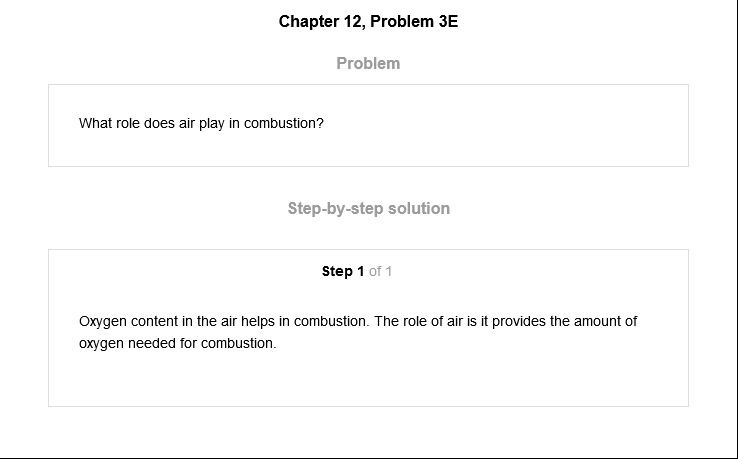 Chapter 12, Problem 3E
Problem
What role does air play in combustion?
Step-by-step solution
Step 1 of 1
Oxygen content in the air helps in combustion. The role of air is it provides the amount of
oxygen needed for combustion.